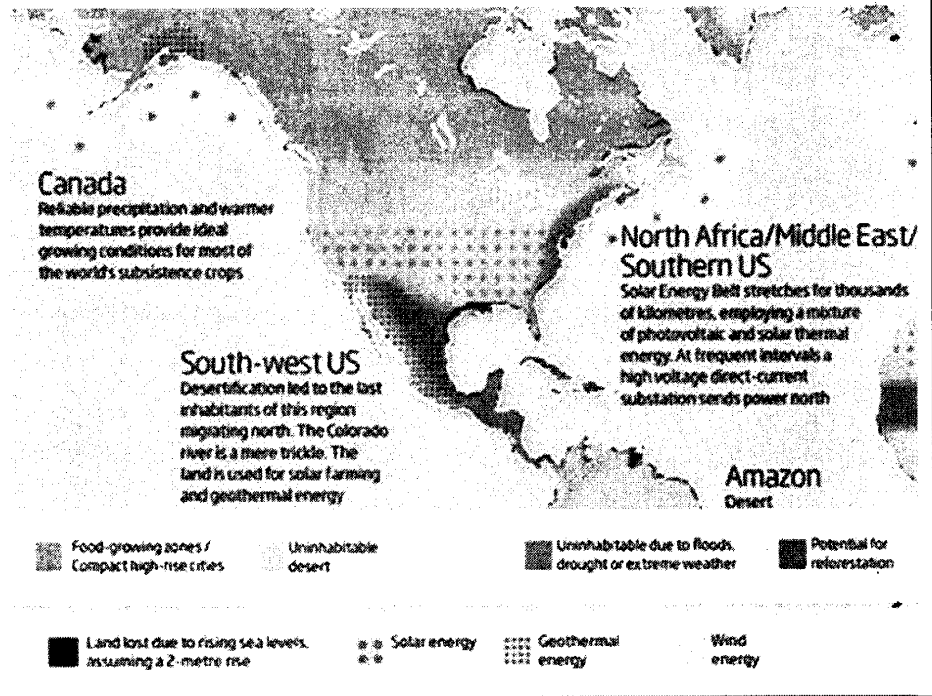 Canada
Reliable precipitation and warmer
temperatures provide ideal
growing conditions for most of
the world's subsistence crops
North Africa/Middle East/
Southern US
Solar Energy Belt stretches for thousands
of kilometres, employing a mixture
of photovoltaic and solar thermal
energy. At frequent intervals a
high voltage direct-current
substation sends power north
South-west US
Desertification led to the last
inhabitants of this region
migrating north. The Colorado
river is a mere trickle. The
land is used for solar farming
and geothermal energy
Amazon
Desert
Food-growing zones /
Compact high-rise cities
Uninhabitable
desert
Uninhabitable due to floods,
drought or extreme weather
Potential for
reforestation
Land lost due to rising sea levels,
assuming a 2-metre rise
Solar energy
Geothermal
energy
Wind
energy